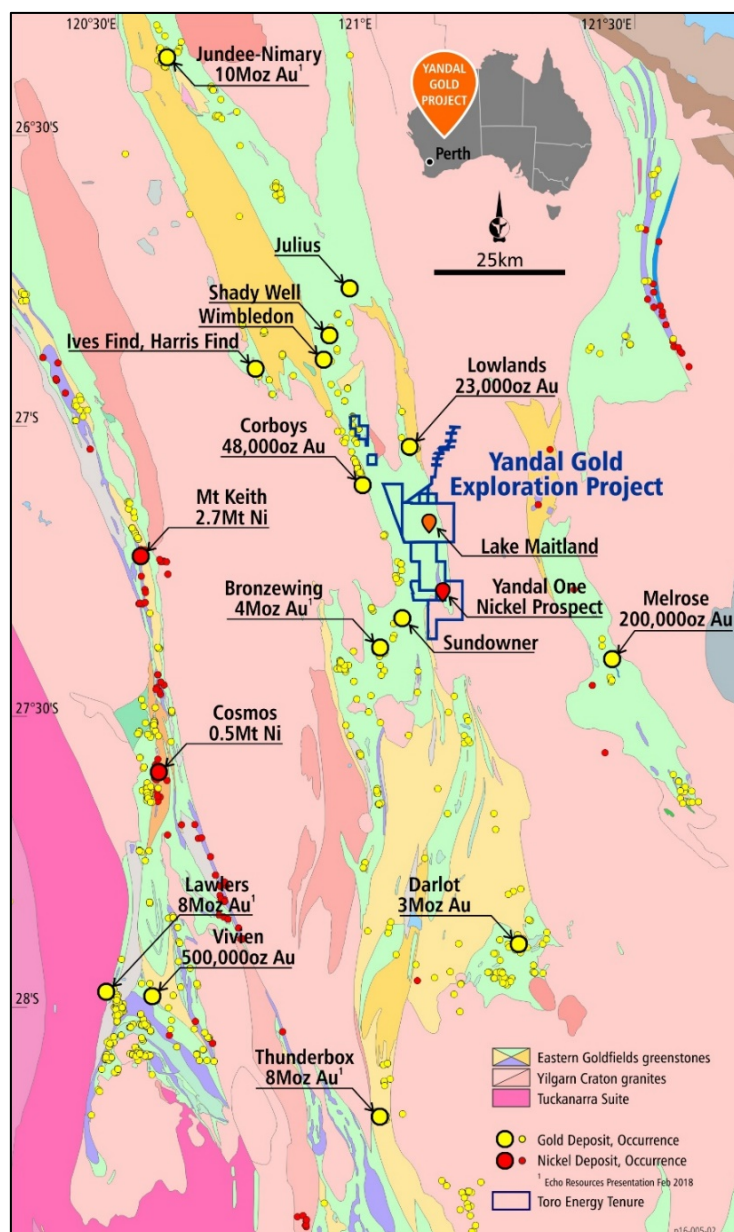 120°30'E
121°E
121°30'E
Jundee-Nimary
10Moz Au¹
YANDAL
GOLD
PROJECT
26°30'S
Perth
25km
Julius
Shady Well
Wimbledon
Ives Find, Harris Find
Lowlands
23,000oz Au
27°S
Corboys
48,000oz Au
Yandal Gold
Exploration Project
Mt Keith
2.7Mt Ni
Lake Maitland
Bronzewing
4Moz Au¹
Yandal One
Nickel Prospect
Melrose
200,000oz Au
Sundowner
27°30'S
Cosmos
0.5Mt Ni
Lawlers
8Moz Au¹
Darlot
3Moz Au
Vivien
500,000oz Au
28°S
Thunderbox
8Moz Au¹
Eastern Goldfields greenstones
Yilgarn Craton granites
Tuckanarra Suite
Gold Deposit, Occurrence
Nickel Deposit, Occurrence
¹ Echo Resources Presentation Feb 2018
Toro Energy Tenure
p16-005-02